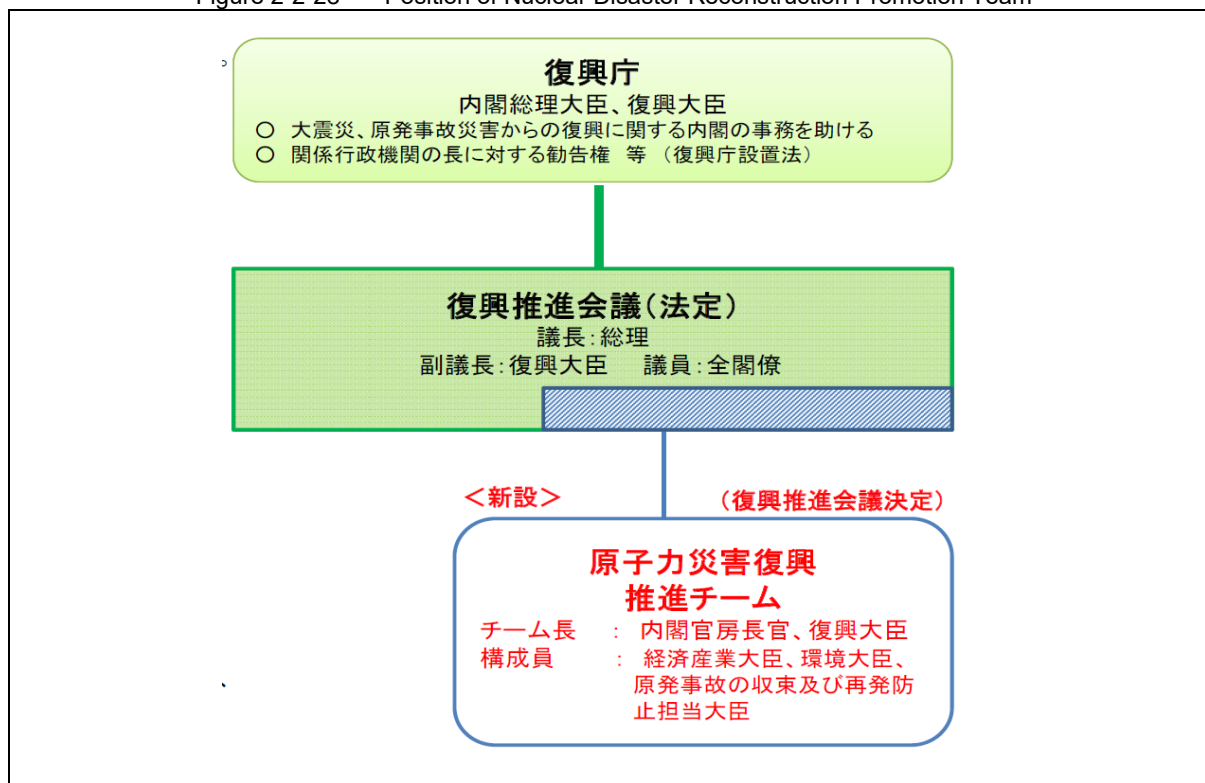 Figure 2-2-28 Position of Nuclear Disaster Reconstruction Promotion Team
復興庁
内閣総理大臣、復興大臣
○ 大震災、原発事故災害からの復興に関する内閣の事務を助ける
○ 関係行政機関の長に対する勧告権 等 （復興庁設置法）
復興推進会議（法定）
議長：総理
副議長：復興大臣 議員：全閣僚
＜新設＞ （復興推進会議決定）
原子力災害復興
推進チーム
チーム長 ： 内閣官房長官、復興大臣
構成員 ： 経済産業大臣、環境大臣、
原発事故の収束及び再発防
止担当大臣